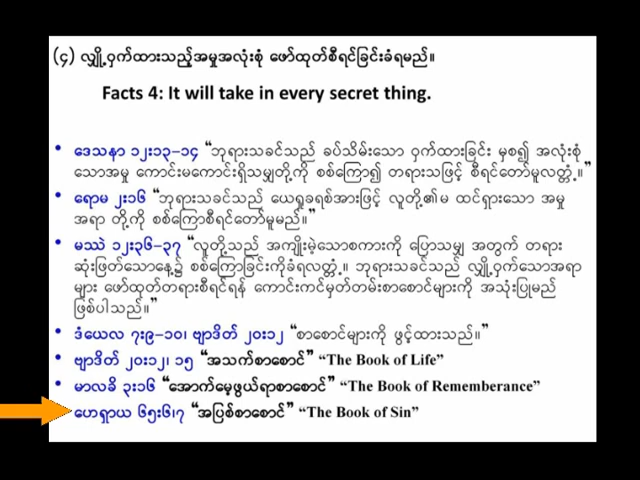 (၄) လျှို့ဝှက်ထားသည့်အမှုအလုံးစုံ ဖော်ထုတ်စီရင်ခြင်းခံရမည်။
Facts 4: It will take in every secret thing.
• ဒေသနာ ၁၂း၁၃–၁၄ “ဘုရားသခင်သည် ခပ်သိမ်းသော ဝှက်ထားခြင်း မှစ၍ အလုံးစုံ
သောအမှု ကောင်းမကောင်းရှိသမျှတို့ကို စစ်ကြော၍ တရားသဖြင့် စီရင်တော်မူလတ္တံ့။”
• ရောမ ၂း၁၆ “ဘုရားသခင်သည် ယေရှုခရစ်အားဖြင့် လူတို့၏မ ထင်ရှားသော အမှု
အရာ တို့ကို စစ်ကြောစီရင်တော်မူမည်။”
• မဿဲ ၁၂း၃၆–၃၇ “လူတို့သည် အကျိုးမဲ့သောစကားကို ပြောသမျှ အတွက် တရား
ဆုံးဖြတ်သောနေ့၌ စစ်ကြောခြင်းကိုခံရလတ္တံ့။ ဘုရားသခင်သည် လျှို့ဝှက်သောအရာ
များ ဖော်ထုတ်တရားစီရင်ရန် ကောင်းကင်မှတ်တမ်းစာစောင်များကို အသုံးပြုမည်
ဖြစ်ပါသည်။”
• ဒံယေလ ၇း၉–၁၀၊ ဗျာဒိတ် ၂၀း၁၂ “စာစောင်များကို ဖွင့်ထားသည်။”
• ဗျာဒိတ် ၂၀း၁၂၊ ၁၅ “အသက်စာစောင်” “The Book of Life”
• မာလခိ ၃း၁၆ “အောက်မေ့ဖွယ်ရာစာစောင်” “The Book of Rememberance”
• ဟေရှာယ ၆၅း၆၊၇ “အပြစ်စာစောင်” “The Book of Sin”